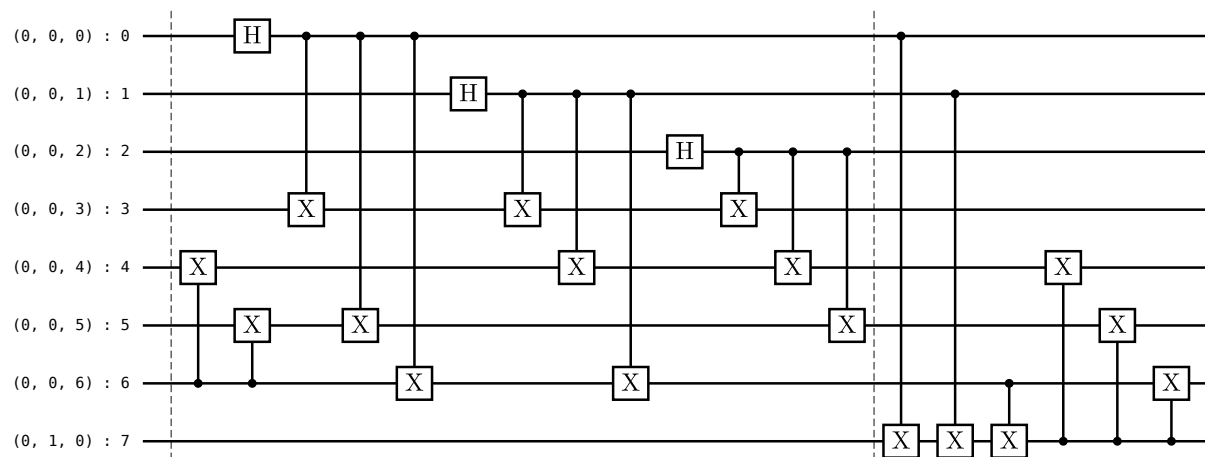 (0, 0, 0) : 0 H
(0, 0, 1) : 1 H
(0, 0, 2) : 2 H
(0, 0, 3) : 3 X X X
(0, 0, 4) : 4 X X X X
(0, 0, 5) : 5 X X X X
(0, 0, 6) : 6 X X X
(0, 1, 0) : 7 X X X